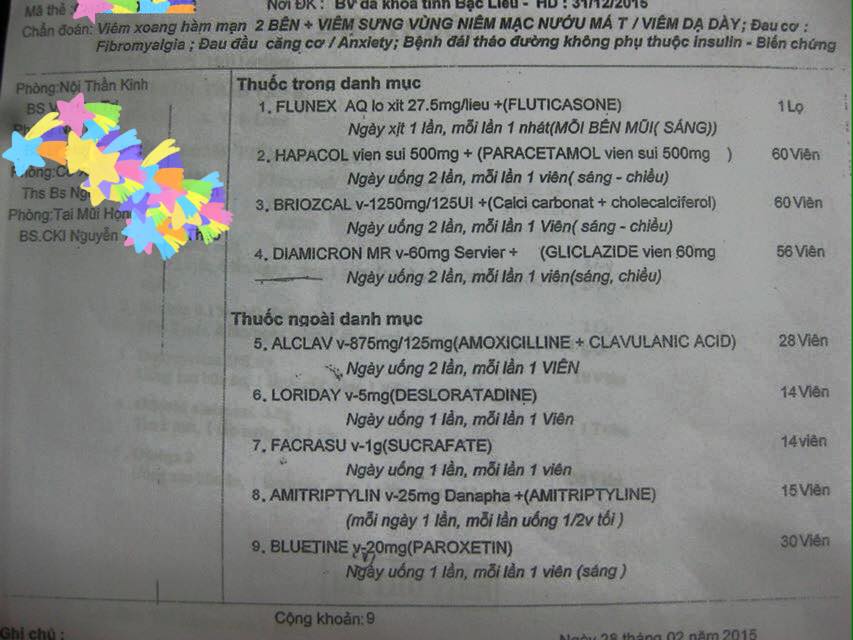 Mã thẻ :
Nơi ĐK : BV đa khoa tỉnh Bạc Liêu - HD : 31/12/2015
Chẩn đoán: Viêm xoang hàm mạn 2 BÊN + VIÊM SƯNG VÙNG NIÊM MẠC NƯỚU MÁ T / VIÊM DẠ DÀY; Đau cơ :
Fibromyalgia ; Đau đầu căng cơ / Anxiety; Bệnh đái tháo đường không phụ thuộc insulin - Biến chứng
Phòng:Nội Thần Kinh
BS
Phòng:
Ths Bs
Phòng:Tai Mũi
BS.CKI Nguyễn
Thuốc trong danh mục
1. FLUNEX AQ lo xit 27.5mg/lieu +(FLUTICASONE) 1 Lọ
Ngày xịt 1 lần, mỗi lần 1 nhát(MỖI BÊN MŨI( SÁNG))
2. HAPACOL vien sui 500mg + (PARACETAMOL vien sui 500mg ) 60 Viên
Ngày uống 2 lần, mỗi lần 1 viên( sáng - chiều)
3. BRIOZCAL v-1250mg/125UI +(Calci carbonat + cholecalciferol) 60 Viên
Ngày uống 2 lần, mỗi lần 1 viên( sáng - chiều)
4. DIAMICRON MR v-60mg Servier + (GLICLAZiDE vien 60mg 56 Viên
Ngày uống 2 lần, mỗi lần 1 viên(sáng, chiều)
Thuốc ngoài danh mục
5. ALCLAV v-875mg/125mg(AMOXICILLINE + CLAVULANIC ACID) 28 Viên
Ngày uống 2 lần, mỗi lần 1 VIÊN
6. LORIDAY v-5mg(DESLORATADINE) 14 Viên
Ngày uống 1 lần, mỗi lần 1 Viên
7. FACRASU v-1g(SUCRAFATE) 14 viên
Ngày uống 1 lần, mỗi lần 1 viên
8. AMITRIPTYLIN v-25mg Danapha +(AMITRIPTYLINE) 15 Viên
(mỗi ngày 1 lần, mỗi lần uống 1/2v tối )
9. BLUETINE v-20mg(PAROXETIN) 30 Viên
Ngày uống 1 lần, mỗi lần 1 viên (sáng )
Cộng khoản: 9
Ghi chú :
Ngày 28 tháng 02 năm 2015